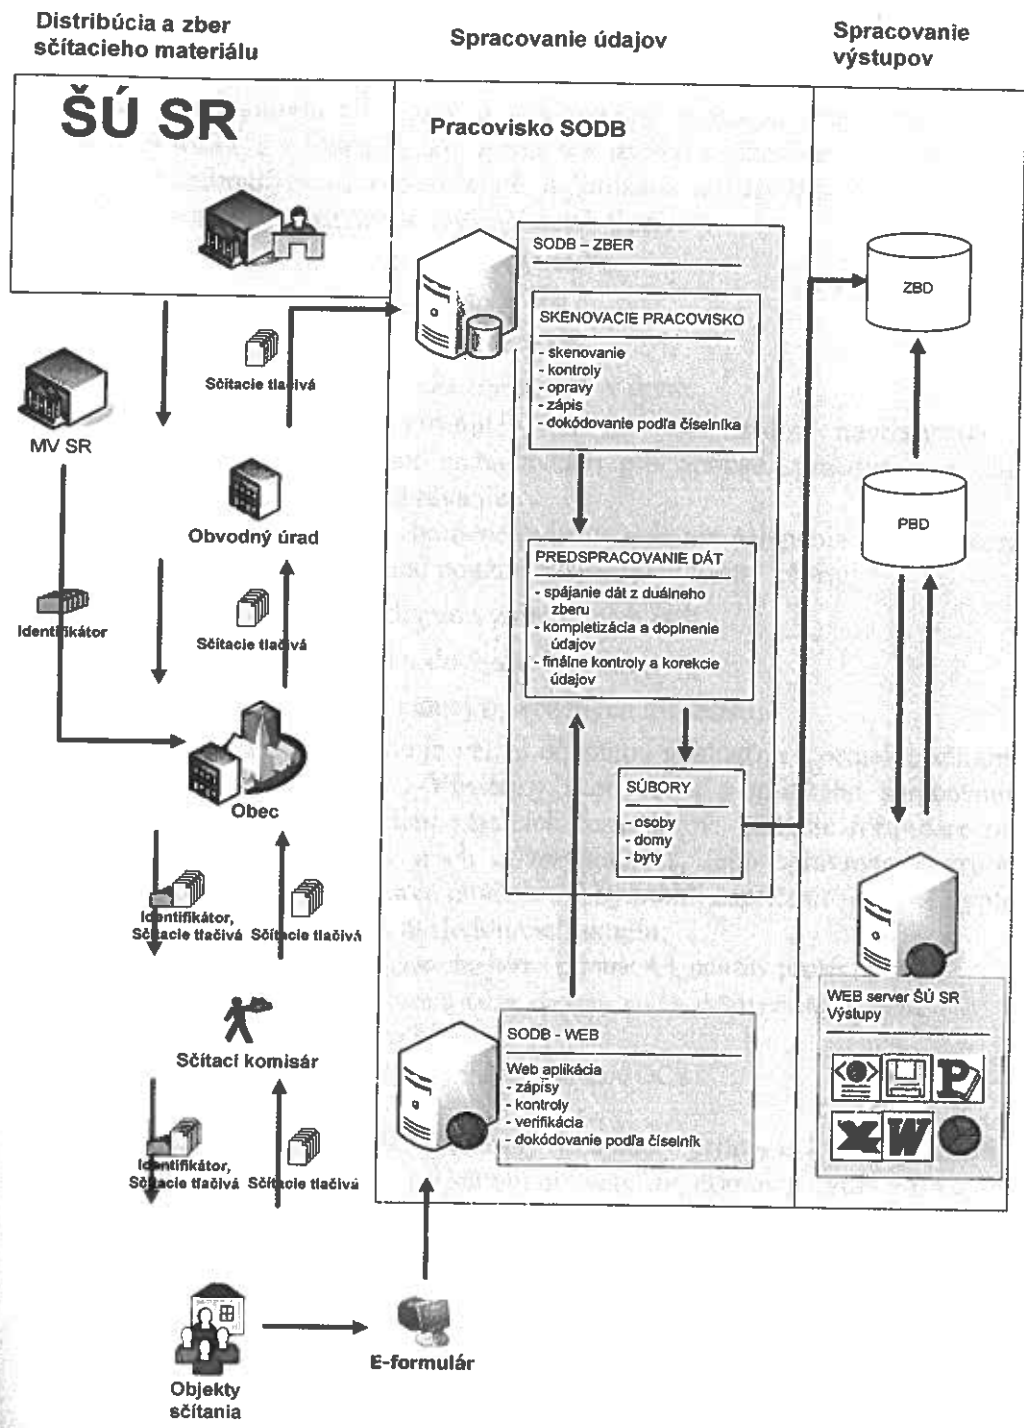 Distribúcia a zber
sčítacieho materiálu
Spracovanie údajov
Spracovanie
výstupov
ŠÚ SR
Pracovisko SODB
SODB – ZBER
SKENOVACIE PRACOVISKO
- skenovanie
- kontroly
- opravy
- zápis
- dokódovanie podľa číselníka
ZBD
Sčítacie tlačivá
MV SR
Obvodný úrad
PREDSPRACOVANIE DÁT
- spájanie dát z duálneho
zberu
- kompletizácia a doplnenie
údajov
- finálne kontroly a korekcie
údajov
PBD
Identifikátor
Sčítacie tlačivá
Obec
SÚBORY
- osoby
- domy
- byty
Identifikátor,
Sčítacie tlačivá
Sčítacie tlačivá
Sčítací komisár
SODB - WEB
Web aplikácia
- zápisy
- kontroly
- verifikácia
- dokódovanie podľa číselník
WEB server ŠÚ SR
Výstupy
P
X
W
Identifikátor,
Sčítacie tlačivá
Sčítacie tlačivá
E-formulár
Objekty
sčítania